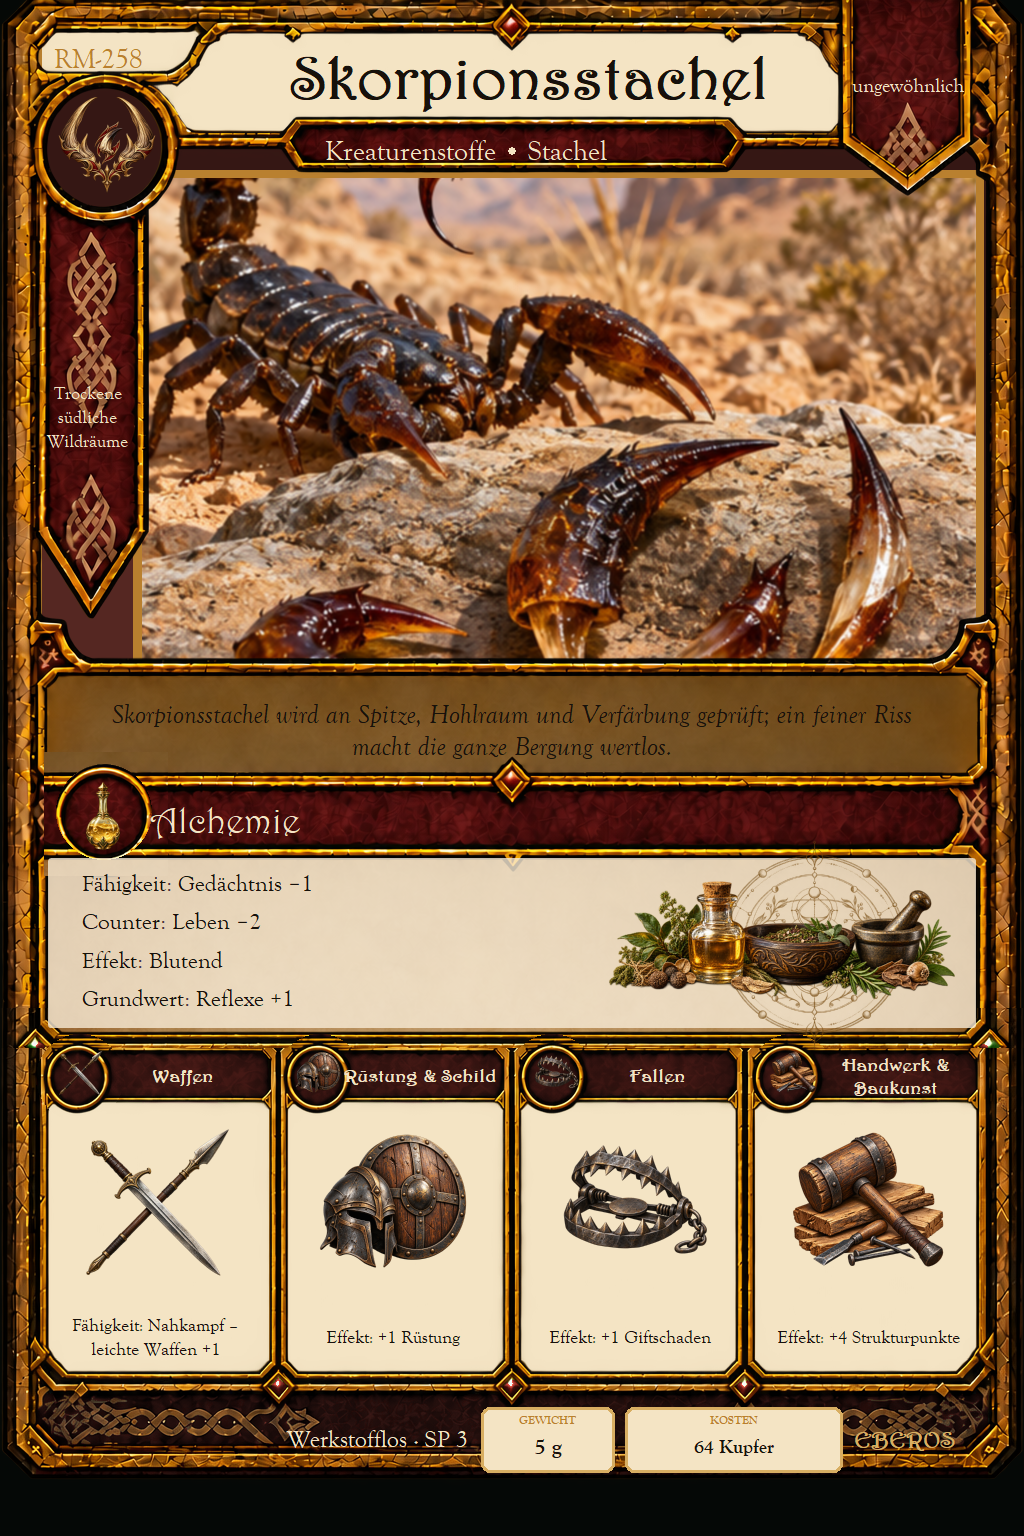 RM-258
Skorpionsstachel
ungewöhnlich
Kreaturenstoffe • Stachel
Trockene
südliche
Wildräume
Skorpionsstachel wird an Spitze, Hohlraum und Verfärbung geprüft; ein feiner Riss
macht die ganze Bergung wertlos.
Alchemie
Fähigkeit: Gedächtnis −1
Counter: Leben −2
Effekt: Blutend
Grundwert: Reflexe +1
Waffen
Rüstung & Schild
Fallen
Handwerk &
Baukunst
Fähigkeit: Nahkampf –
leichte Waffen +1
Effekt: +1 Rüstung
Effekt: +1 Giftschaden
Effekt: +4 Strukturpunkte
Werkstofflos · SP 3
GEWICHT
5 g
KOSTEN
64 Kupfer
EBEROS